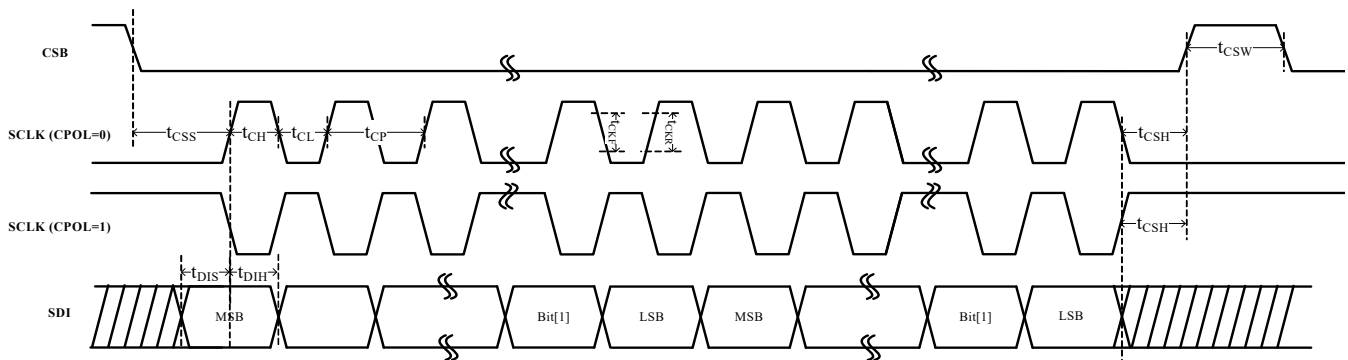 CSB
tCSW
SCLK (CPOL=0)
tCSS
tCH
tCL
tCP
tCKF
tCKR
tCSH
SCLK (CPOL=1)
tCSH
tDIS
tDIH
SDI
MSB
Bit[1]
LSB
MSB
Bit[1]
LSB